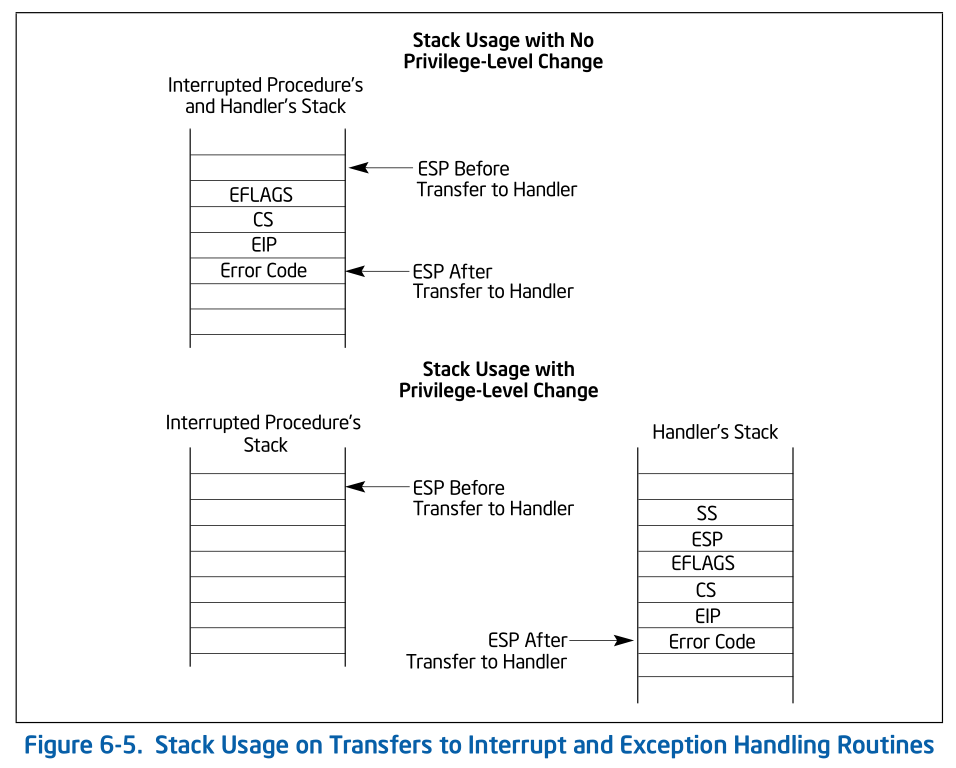 Stack Usage with No
Privilege-Level Change
Interrupted Procedure's
and Handler's Stack
ESP Before
Transfer to Handler
EFLAGS
CS
EIP
Error Code
ESP After
Transfer to Handler
Stack Usage with
Privilege-Level Change
Interrupted Procedure's
Stack
Handler's Stack
ESP Before
Transfer to Handler
SS
ESP
EFLAGS
CS
EIP
ESP After
Transfer to Handler
Error Code
Figure 6-5. Stack Usage on Transfers to Interrupt and Exception Handling Routines